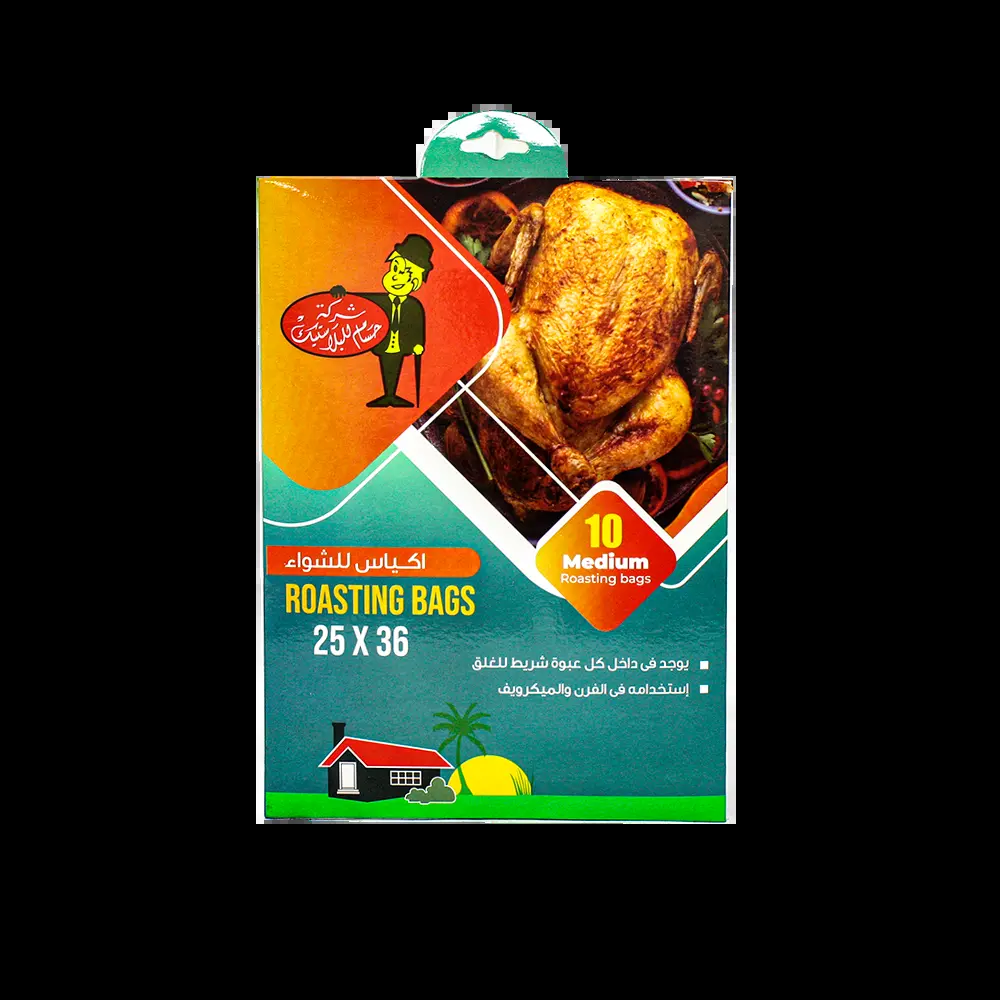 شركة
حسام للبلاستيك
10
Medium
Roasting bags
اكياس للشواء
ROASTING BAGS
25 X 36
يوجد فى داخل كل عبوة شريط للغلق
إستخدامه فى الفرن والميكرويف